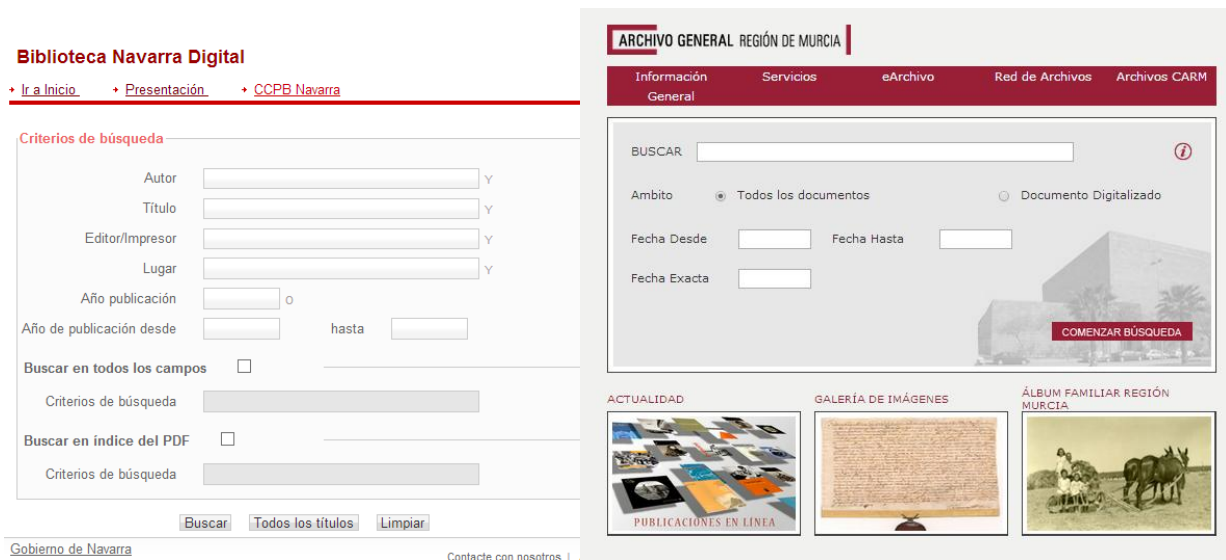 Biblioteca Navarra Digital
Ir a Inicio Presentación CCPB Navarra
Criterios de búsqueda
Autor Y
Título Y
Editor/Impresor Y
Lugar Y
Año publicación O
Año de publicación desde hasta
Buscar en todos los campos
Criterios de búsqueda
Buscar en índice del PDF
Criterios de búsqueda
Buscar Todos los títulos Limpiar
Gobierno de Navarra
Contacte con nosotros |
ARCHIVO GENERAL REGIÓN DE MURCIA
Información General Servicios eArchivo Red de Archivos Archivos CARM
BUSCAR
Ambito Todos los documentos Documento Digitalizado
Fecha Desde Fecha Hasta
Fecha Exacta
COMENZAR BÚSQUEDA
ACTUALIDAD GALERÍA DE IMÁGENES ÁLBUM FAMILIAR REGIÓN MURCIA
PUBLICACIONES EN LÍNEA